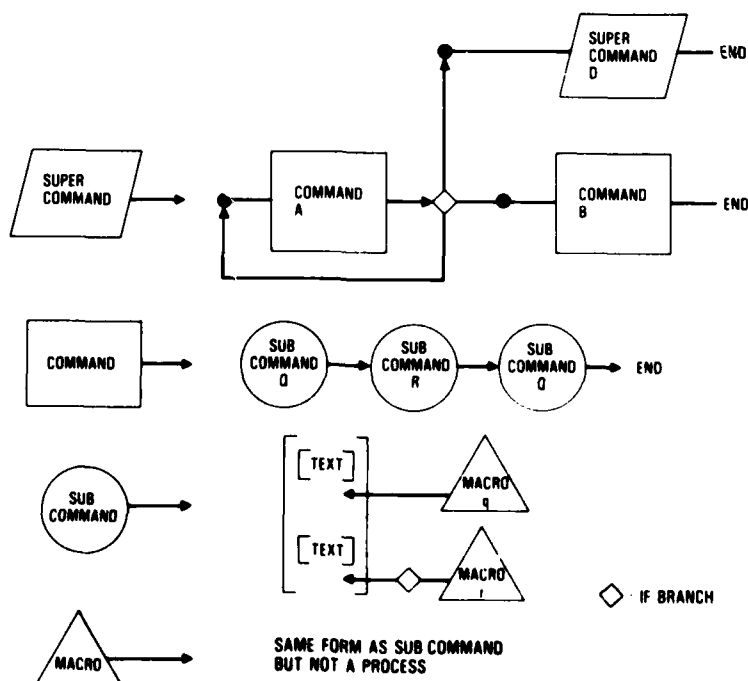 SUPER
COMMAND
D
END
SUPER
COMMAND
COMMAND
A
COMMAND
B
END
COMMAND
SUB
COMMAND
Q
SUB
COMMAND
R
SUB
COMMAND
Q
END
SUB
COMMAND
[TEXT]
MACRO
q
[TEXT]
MACRO
r
IF BRANCH
MACRO
SAME FORM AS SUB COMMAND
BUT NOT A PROCESS